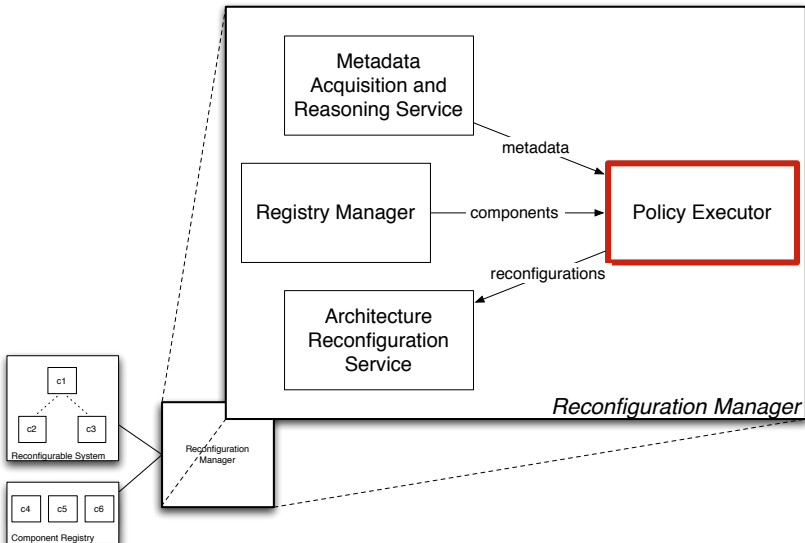 Metadata
Acquisition and
Reasoning Service
metadata
Registry Manager
components
Policy Executor
reconfigurations
Architecture
Reconfiguration
Service
Reconfiguration Manager
c1
c2
c3
Reconfigurable System
Reconfiguration
Manager
c4
c5
c6
Component Registry